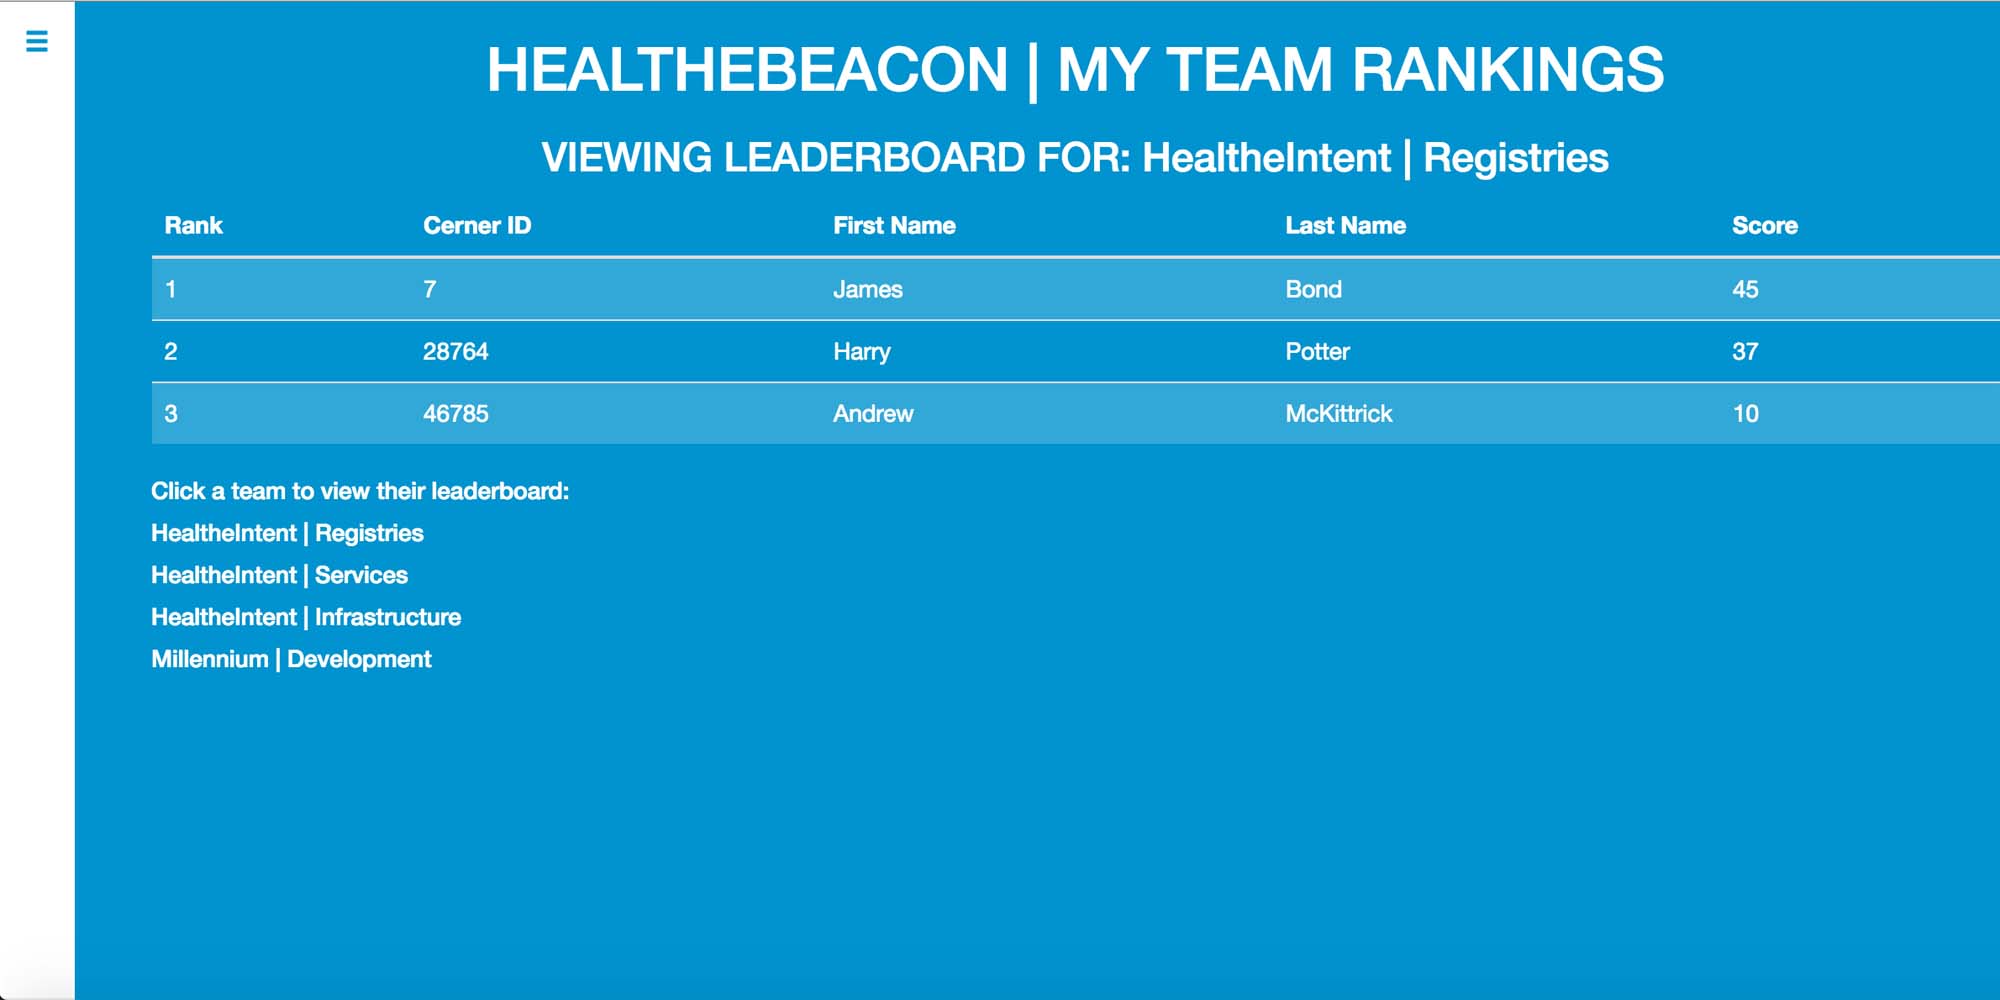 HEALTHEBEACON | MY TEAM RANKINGS
VIEWING LEADERBOARD FOR: HealtheIntent | Registries
Rank Cerner ID First Name Last Name Score
1 7 James Bond 45
2 28764 Harry Potter 37
3 46785 Andrew McKittrick 10
Click a team to view their leaderboard:
HealtheIntent | Registries
HealtheIntent | Services
HealtheIntent | Infrastructure
Millennium | Development